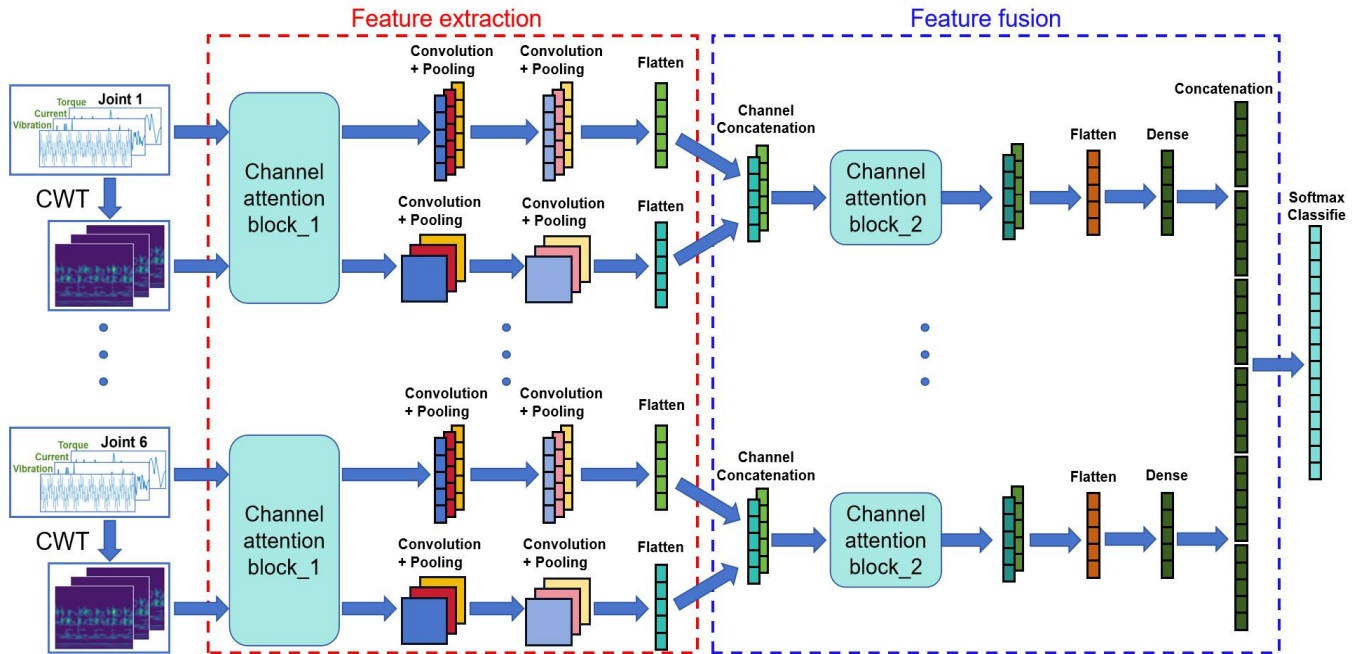 Feature extraction
Feature fusion
Joint 1
Torque
Current
Vibration
CWT
Channel
attention
block_1
Convolution
+ Pooling
Convolution
+ Pooling
Flatten
Convolution
+ Pooling
Convolution
+ Pooling
Flatten
Channel
Concatenation
Channel
attention
block_2
Flatten
Dense
Concatenation
Softmax
Classifie
Joint 6
Torque
Current
Vibration
CWT
Channel
attention
block_1
Convolution
+ Pooling
Convolution
+ Pooling
Flatten
Convolution
+ Pooling
Convolution
+ Pooling
Flatten
Channel
Concatenation
Channel
attention
block_2
Flatten
Dense